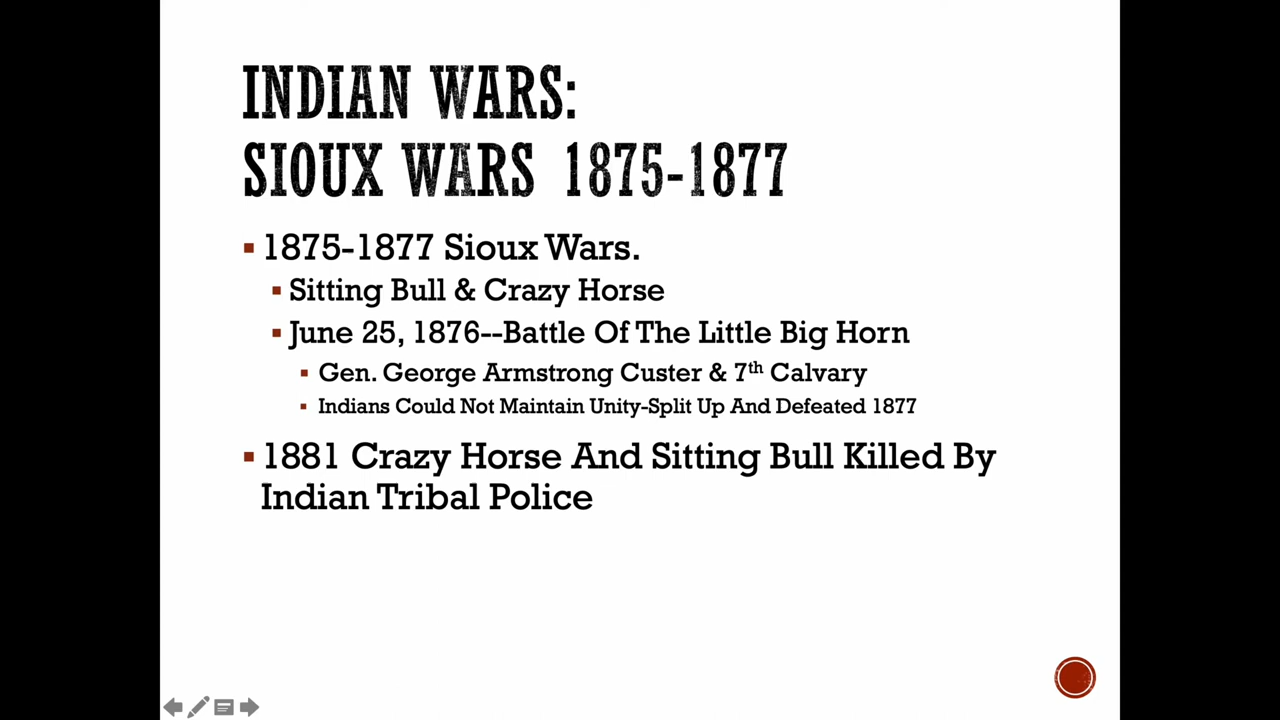 INDIAN WARS:
SIOUX WARS 1875-1877
1875-1877 Sioux Wars.
Sitting Bull & Crazy Horse
June 25, 1876--Battle Of The Little Big Horn
Gen. George Armstrong Custer & 7th Calvary
Indians Could Not Maintain Unity-Split Up And Defeated 1877
1881 Crazy Horse And Sitting Bull Killed By
Indian Tribal Police